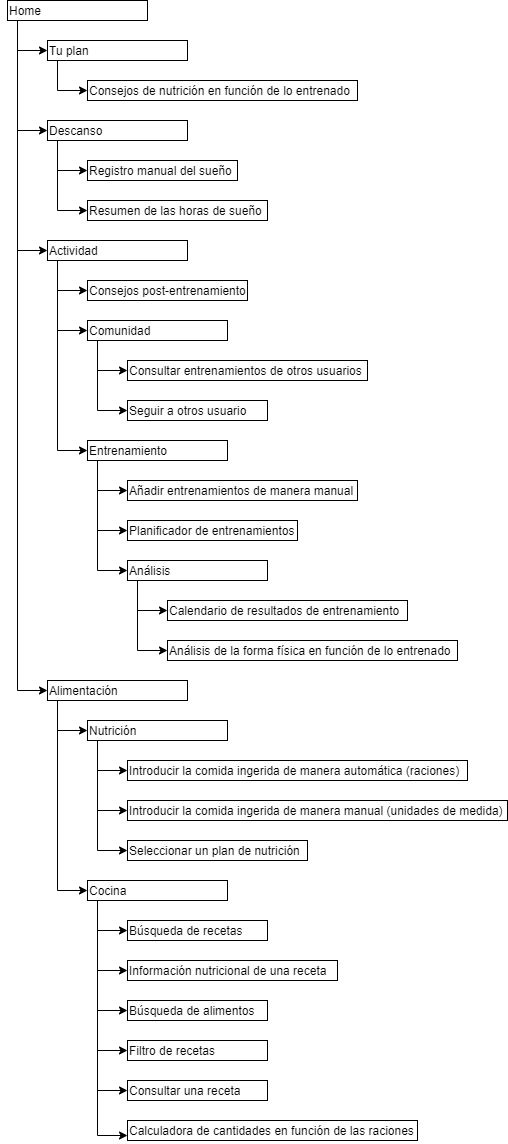 Home
Tu plan
Consejos de nutrición en función de lo entrenado
Descanso
Registro manual del sueño
Resumen de las horas de sueño
Actividad
Consejos post-entrenamiento
Comunidad
Consultar entrenamientos de otros usuarios
Seguir a otros usuario
Entrenamiento
Añadir entrenamientos de manera manual
Planificador de entrenamientos
Análisis
Calendario de resultados de entrenamiento
Análisis de la forma física en función de lo entrenado
Alimentación
Nutrición
Introducir la comida ingerida de manera automática (raciones)
Introducir la comida ingerida de manera manual (unidades de medida)
Seleccionar un plan de nutrición
Cocina
Búsqueda de recetas
Información nutricional de una receta
Búsqueda de alimentos
Filtro de recetas
Consultar una receta
Calculadora de cantidades en función de las raciones